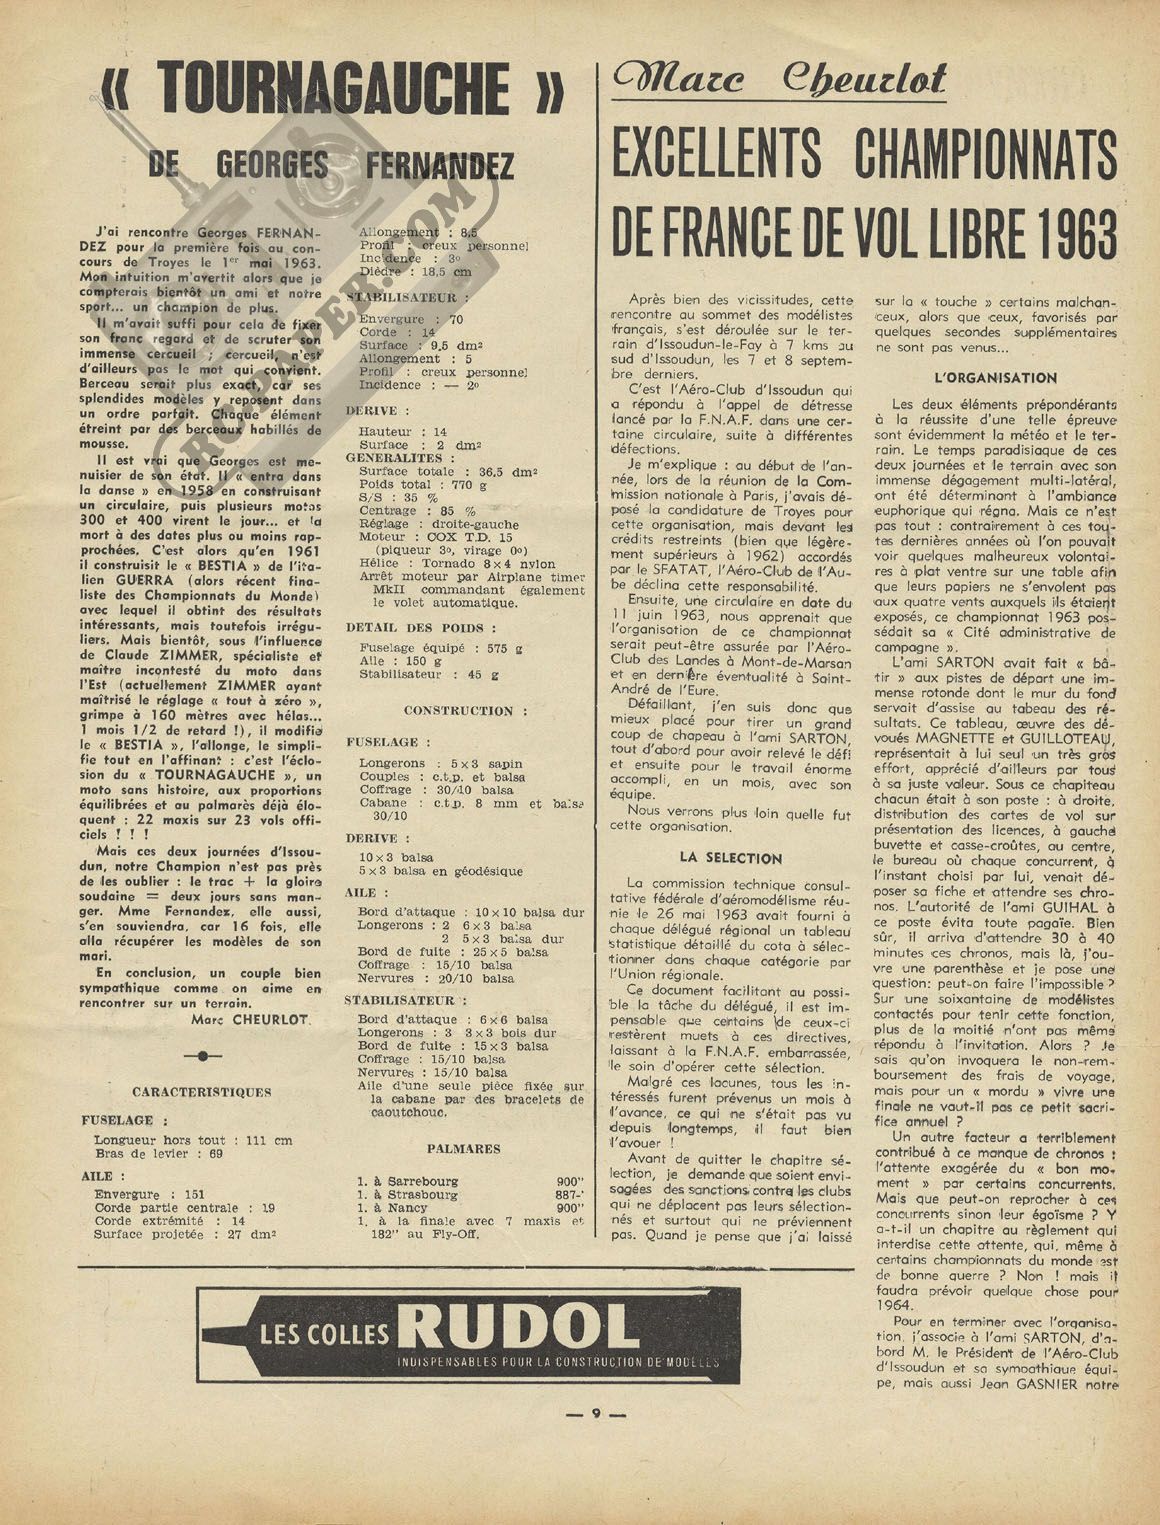 « TOURNAGAUCHE »
DE GEORGES FERNANDEZ
J'ai rencontre Georges FERNAN-
DEZ pour la première fois au con-
cours de Troyes le 1er mai 1963.
Mon intuition m'avertit alors que je
compterais bientôt un ami et notre
sport... un champion de plus.
Il m'avait suffi pour cela de fixer
son franc regard et de scruter son
immense cercueil ; cercueil, n'est
d'ailleurs pas le mot qui convient.
Berceau serait plus exact, car ses
splendides modèles y reposent dans
un ordre parfait. Chaque élément
étreint par des berceaux habillés de
mousse.
Il est vrai que Georges est me-
nuisier de son état. Il « entra dans
la danse » en 1958 en construisant
un circulaire, puis plusieurs motos
300 et 400 virent le jour... et la
mort à des dates plus ou moins rap-
prochées. C'est alors qu'en 1961
il construisit le « BESTIA » de l'ita-
lien GUERRA (alors récent fina-
liste des Championnats du Monde)
avec lequel il obtint des résultats
intéressants, mais toutefois irrégu-
liers. Mais bientôt, sous l'influence
de Claude ZIMMER, spécialiste et
maître incontesté du moto dans
l'Est (actuellement ZIMMER ayant
maîtrisé le réglage « tout à zéro »,
grimpe à 160 mètres avec hélas...
1 mois 1/2 de retard !), il modifie
le « BESTIA », l'allonge, le simpli-
fie tout en l'affinant : c'est l'éclo-
sion du « TOURNAGAUCHE », un
moto sans histoire, aux proportions
équilibrées et au palmarès déjà élo-
quent : 22 maxis sur 23 vols offi-
ciels ! ! !
Mais ces deux journées d'Issou-
dun, notre Champion n'est pas près
de les oublier : le trac + la gloire
soudaine = deux jours sans man-
ger. Mme Fernandez, elle aussi,
s'en souviendra, car 16 fois, elle
alla récupérer les modèles de son
mari.
En conclusion, un couple bien
sympathique comme on aime en
rencontrer sur un terrain.
Marc CHEURLOT.
CARACTERISTIQUES
FUSELAGE :
Longueur hors tout : 111 cm
Bras de levier : 69
AILE :
Envergure : 151
Corde partie centrale : 19
Corde extrémité : 14
Surface projetée : 27 dm2
Allongement : 8,5
Profil : creux personnel
Incidence : 3º
Dièdre : 18,5 cm
STABILISATEUR :
Envergure : 70
Corde : 14
Surface : 9,5 dm2
Allongement : 5
Profil : creux personnel
Incidence : — 2º
DERIVE :
Hauteur : 14
Surface : 2 dm2
GENERALITES :
Surface totale : 36,5 dm2
Poids total : 770 g
S/S : 35 %
Centrage : 85 %
Réglage : droite-gauche
Moteur : COX T.D. 15
(piqueur 3º, virage 0º)
Hélice : Tornado 8×4 nylon
Arrêt moteur par Airplane timer
MkII commandant également
le volet automatique.
DETAIL DES POIDS :
Fuselage équipé : 575 g
Aile : 150 g
Stabilisateur : 45 g
CONSTRUCTION :
FUSELAGE :
Longerons : 5×3 sapin
Couples : c.t.p. et balsa
Coffrage : 30/10 balsa
Cabane : c.t.p. 8 mm et balsa
30/10
DERIVE :
10×3 balsa
5×3 balsa en géodésique
AILE :
Bord d'attaque : 10×10 balsa dur
Longerons : 2 6×3 balsa
2 5×3 balsa dur
Bord de fuite : 25×5 balsa
Coffrage : 15/10 balsa
Nervures : 20/10 balsa
STABILISATEUR :
Bord d'attaque : 6×6 balsa
Longerons : 3 3×3 bois dur
Bord de fuite : 15×3 balsa
Coffrage : 15/10 balsa
Nervures : 15/10 balsa
Aile d'une seule pièce fixée sur
la cabane par des bracelets de
caoutchouc.
PALMARES
1. à Sarrebourg 900"
1. à Strasbourg 887"
1. à Nancy 900"
1. à la finale avec 7 maxis et
182" au Fly-Off.
Marc Cheurlot
EXCELLENTS CHAMPIONNATS
DE FRANCE DE VOL LIBRE 1963
Après bien des vicissitudes, cette
rencontre au sommet des modélistes
français, s'est déroulée sur le ter-
rain d'Issoudun-le-Fay à 7 kms au
sud d'Issoudun, les 7 et 8 septem-
bre derniers.
C'est l'Aéro-Club d'Issoudun qui
a répondu à l'appel de détresse
lancé par la F.N.A.F. dans une cer-
taine circulaire, suite à différentes
défections.
Je m'explique : au début de l'an-
née, lors de la réunion de la Com-
mission nationale à Paris, j'avais dé-
posé la candidature de Troyes pour
cette organisation, mais devant les
crédits restreints (bien que légère-
ment supérieurs à 1962) accordés
par le SFATAT, l'Aéro-Club de l'Au-
be déclina cette responsabilité.
Ensuite, une circulaire en date du
11 juin 1963, nous apprenait que
l'organisation de ce championnat
serait peut-être assurée par l'Aéro-
Club des Landes à Mont-de-Marsan
et en dernière éventualité à Saint-
André de l'Eure.
Défaillant, j'en suis donc que
mieux placé pour tirer un grand
coup de chapeau à l'ami SARTON,
tout d'abord pour avoir relevé le défi
et ensuite pour le travail énorme
accompli, en un mois, avec son
équipe.
Nous verrons plus loin quelle fut
cette organisation.
LA SELECTION
La commission technique consul-
tative fédérale d'aéromodélisme réu-
nie le 26 mai 1963 avait fourni à
chaque délégué régional un tableau
statistique détaillé du cota à sélec-
tionner dans chaque catégorie par
l'Union régionale.
Ce document facilitant au possi-
ble la tâche du délégué, il est im-
pensable que certains de ceux-ci
restèrent muets à ces directives,
laissant à la F.N.A.F. embarrassée,
le soin d'opérer cette sélection.
Malgré ces lacunes, tous les in-
téressés furent prévenus un mois à
l'avance, ce qui ne s'était pas vu
depuis longtemps, il faut bien
l'avouer !
Avant de quitter le chapitre sé-
lection, je demande que soient envi-
sagées des sanctions contre les clubs
qui ne déplacent pas leurs sélection-
nés et surtout qui ne préviennent
pas. Quand je pense que j'ai laissé
sur la « touche » certains malchan-
ceux, alors que ceux, favorisés par
quelques secondes supplémentaires
ne sont pas venus...
L'ORGANISATION
Les deux éléments prépondérants
à la réussite d'une telle épreuve
sont évidemment la météo et le ter-
rain. Le temps paradisiaque de ces
deux journées et le terrain avec son
immense dégagement multi-latéral,
ont été déterminant à l'ambiance
euphorique qui régna. Mais ce n'est
pas tout : contrairement à ces tou-
tes dernières années où l'on pouvait
voir quelques malheureux volontai-
res à plat ventre sur une table afin
que leurs papiers ne s'envolent pas
aux quatre vents auxquels ils étaient
exposés, ce championnat 1963 pos-
sédait sa « Cité administrative de
campagne ».
L'ami SARTON avait fait « bâ-
tir » aux pistes de départ une im-
mense rotonde dont le mur du fond
servait d'assise au tabeau des ré-
sultats. Ce tableau, œuvre des dé-
voués MAGNETTE et GUILLOTEAU,
représentait à lui seul un très gros
effort, apprécié d'ailleurs par tous
à sa juste valeur. Sous ce chapiteau
chacun était à son poste : à droite,
distribution des cartes de vol sur
présentation des licences, à gauche
buvette et casse-croûtes, au centre,
le bureau où chaque concurrent, à
l'instant choisi par lui, venait dé-
poser sa fiche et attendre ses chro-
nos. L'autorité de l'ami GUIHAL à
ce poste évita toute pagaïe. Bien
sûr, il arriva d'attendre 30 à 40
minutes ces chronos, mais là, j'ou-
vre une parenthèse et je pose une
question: peut-on faire l'impossible ?
Sur une soixantaine de modélistes
contactés pour tenir cette fonction,
plus de la moitié n'ont pas même
répondu à l'invitation. Alors ? Je
sais qu'on invoquera le non-rem-
boursement des frais de voyage,
mais pour un « mordu » vivre une
finale ne vaut-il pas ce petit sacri-
fice annuel ?
Un autre facteur a terriblement
contribué à ce manque de chronos :
l'attente exagérée du « bon mo-
ment » par certains concurrents.
Mais que peut-on reprocher à ces
concurrents sinon leur égoïsme ? Y
a-t-il un chapitre au règlement qui
interdise cette attente, qui, même à
certains championnats du monde est
de bonne guerre ? Non ! mais il
faudra prévoir quelque chose pour
1964.
Pour en terminer avec l'organisa-
tion, j'associe à l'ami SARTON, d'a-
bord M. le Président de l'Aéro-Club
d'Issoudun et sa sympathique équi-
pe, mais aussi Jean GASNIER notre
LES COLLES RUDOL
INDISPENSABLES POUR LA CONSTRUCTION DE MODELES
— 9 —
RCPAPER.COM